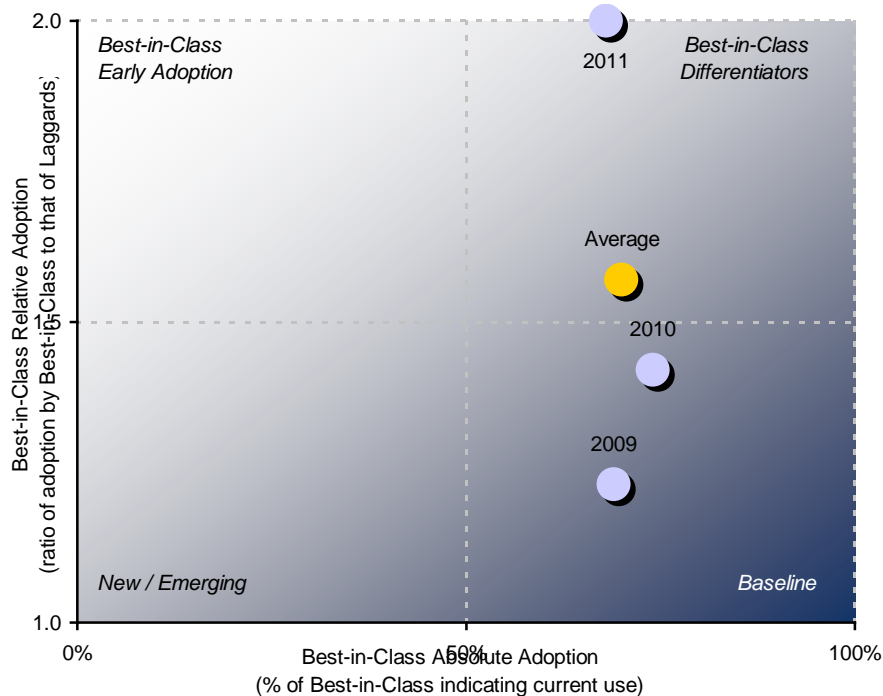 2.0
Best-in-Class
Early Adoption
Best-in-Class
Differentiators
2011
Average
1.5
2010
2009
New / Emerging
Baseline
1.0
0%
50%
100%
Best-in-Class Relative Adoption
(ratio of adoption by Best-in-Class to that of Laggards)
Best-in-Class Absolute Adoption
(% of Best-in-Class indicating current use)